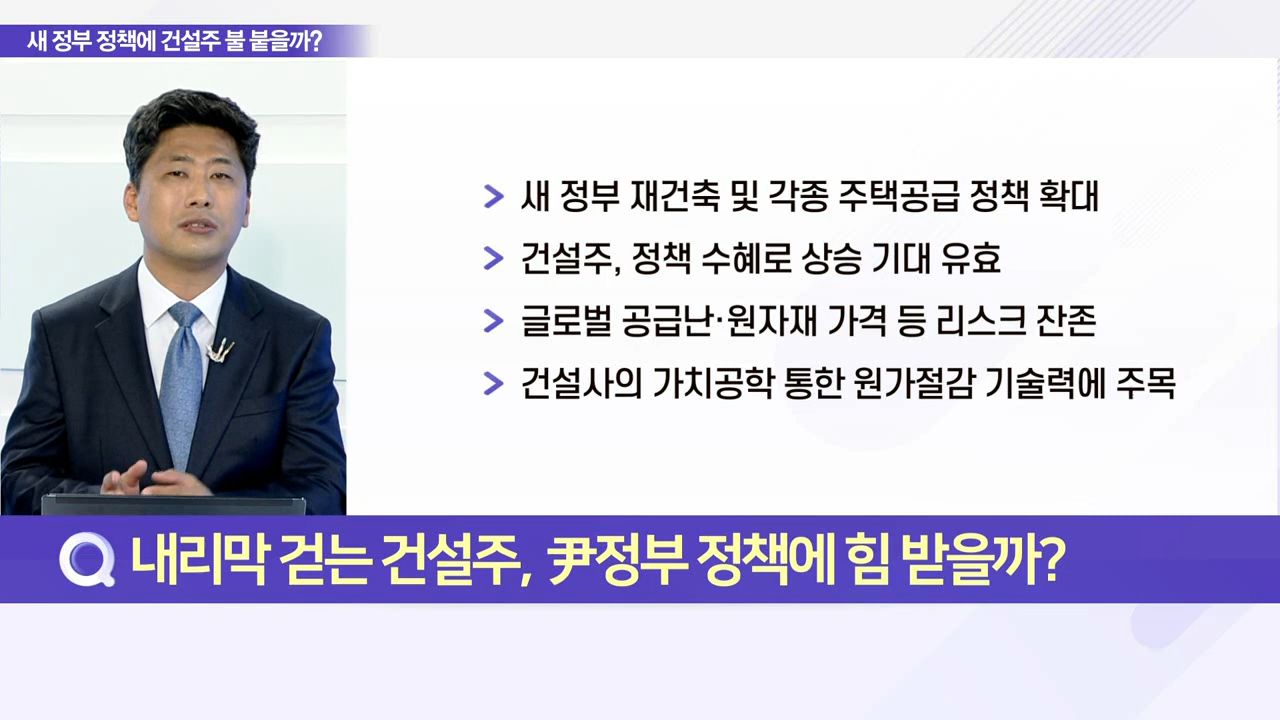 새 정부 정책에 건설주 불 붙을까?
> 새 정부 재건축 및 각종 주택공급 정책 확대
> 건설주, 정책 수혜로 상승 기대 유효
> 글로벌 공급난·원자재 가격 등 리스크 잔존
> 건설사의 가치공학 통한 원가절감 기술력에 주목
Q 내리막 걷는 건설주, 尹정부 정책에 힘 받을까?